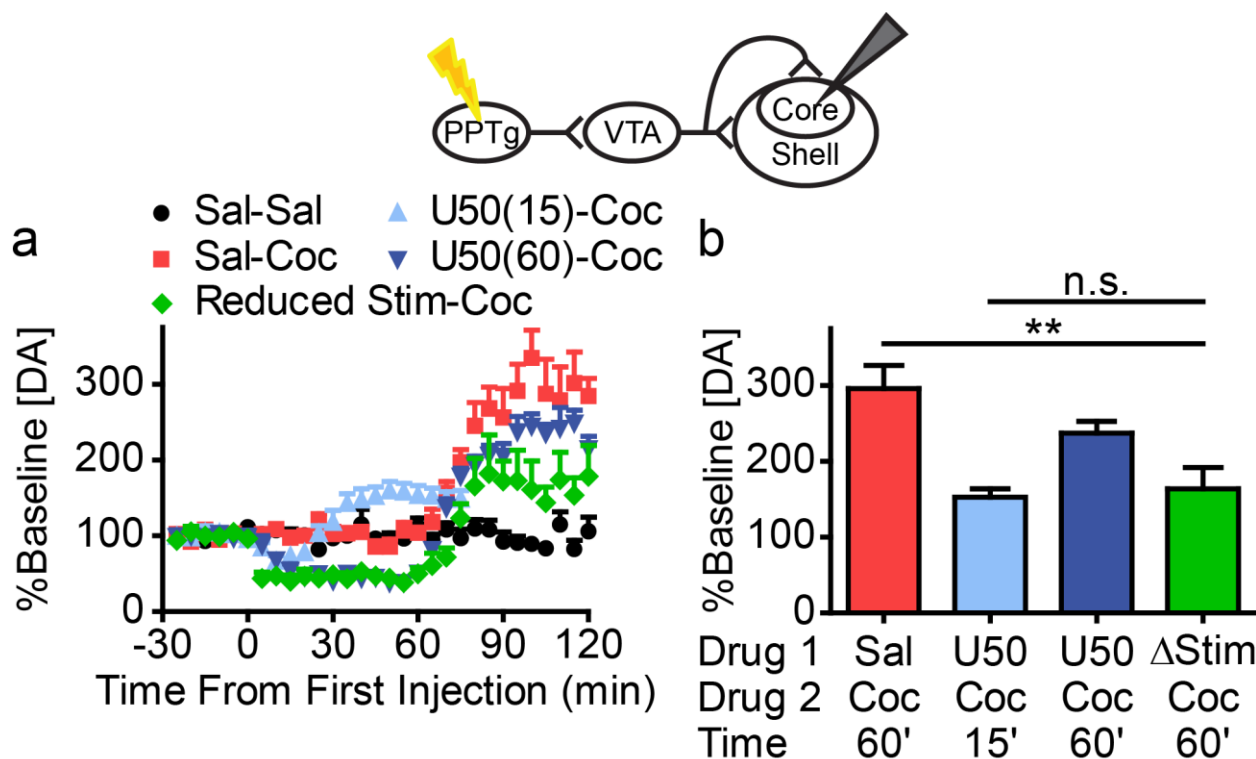 PPTg VTA Core
Shell
a
Sal-Sal U50(15)-Coc
Sal-Coc U50(60)-Coc
Reduced Stim-Coc
%Baseline [DA]
300
200
100
0
-30 0 30 60 90 120
Time From First Injection (min)
b
n.s.
**
%Baseline [DA]
300
200
100
0
Drug 1 Sal U50 U50 ΔStim
Drug 2 Coc Coc Coc Coc
Time 60' 15' 60' 60'